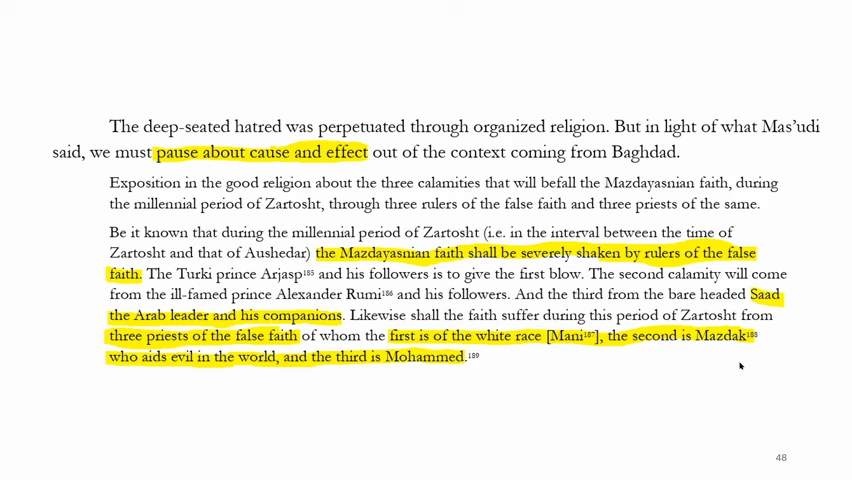 The deep-seated hatred was perpetuated through organized religion. But in light of what Mas'udi
said, we must pause about cause and effect out of the context coming from Baghdad.
Exposition in the good religion about the three calamities that will befall the Mazdayasnian faith, during
the millennial period of Zartosht, through three rulers of the false faith and three priests of the same.
Be it known that during the millennial period of Zartosht (i.e. in the interval between the time of
Zartosht and that of Aushedar) the Mazdayasnian faith shall be severely shaken by rulers of the false
faith. The Turki prince Arjasp¹⁸⁵ and his followers is to give the first blow. The second calamity will come
from the ill-famed prince Alexander Rumi¹⁸⁶ and his followers. And the third from the bare headed Saad
the Arab leader and his companions. Likewise shall the faith suffer during this period of Zartosht from
three priests of the false faith of whom the first is of the white race [Mani¹⁸⁷], the second is Mazdak¹⁸⁸
who aids evil in the world, and the third is Mohammed.¹⁸⁹
48